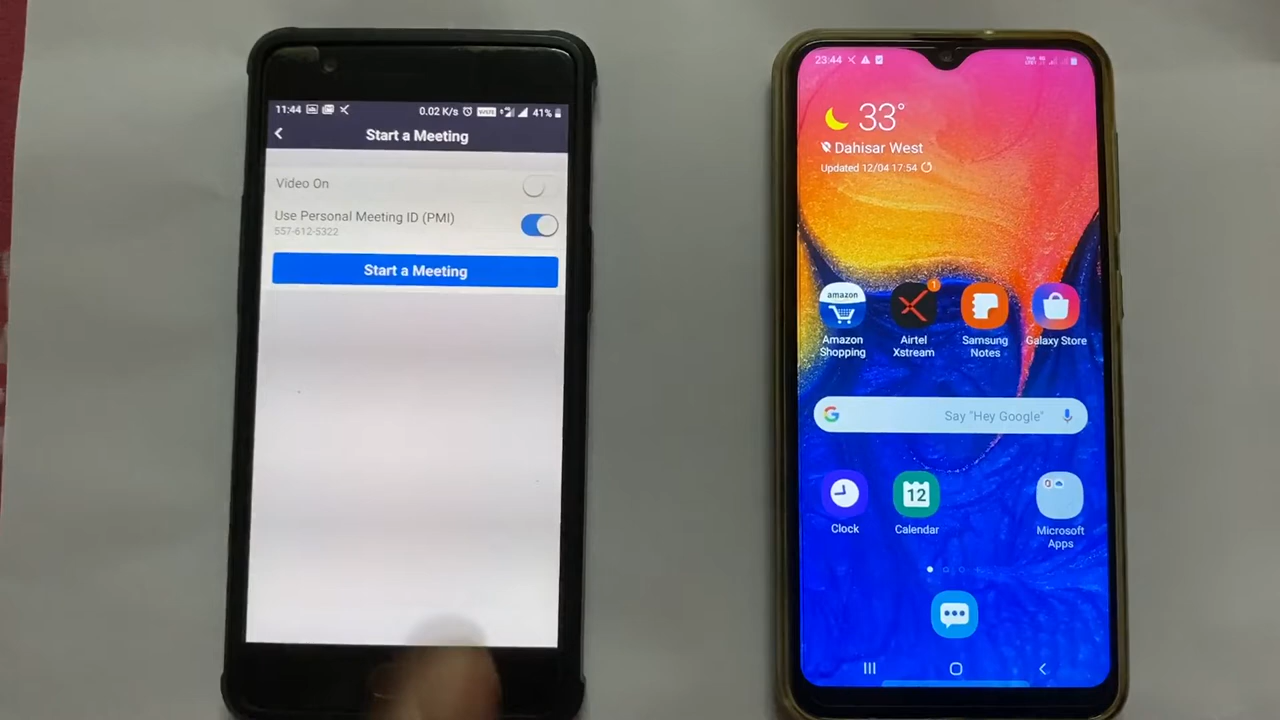 11:44 0.02 K/s 41%
Start a Meeting
Video On
Use Personal Meeting ID (PMI)
557-612-5322
Start a Meeting
23:44
33°
Dahisar West
Updated 12/04 17:54
amazon
1
Amazon
Shopping
Airtel
Xstream
Samsung
Notes
Galaxy Store
G Say "Hey Google"
12
Clock
Calendar
Microsoft
Apps